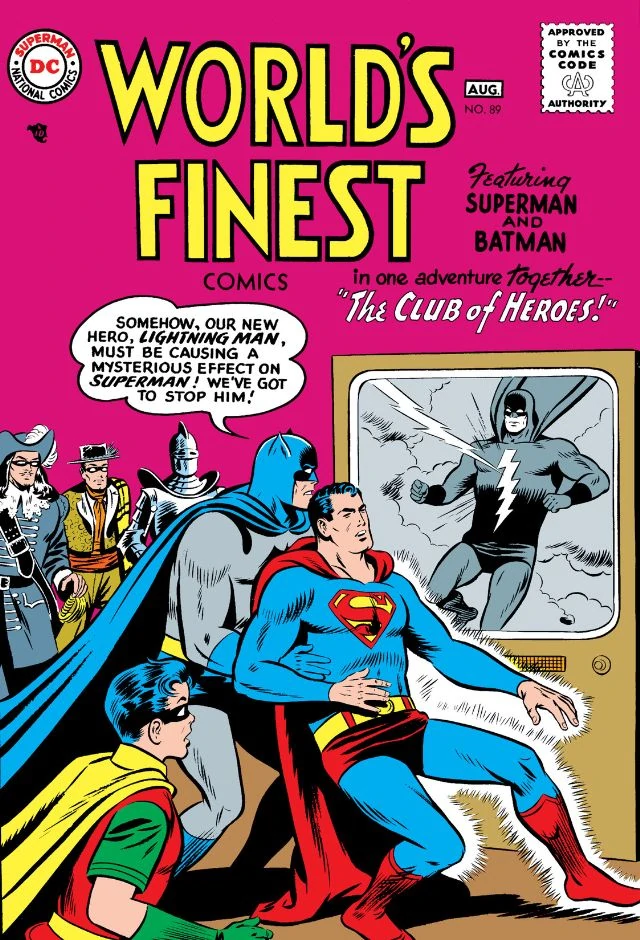 SUPERMAN
DC
NATIONAL COMICS
WORLD'S
FINEST
COMICS
AUG.
NO. 89
APPROVED
BY THE
COMICS
CODE
CA
AUTHORITY
Featuring
SUPERMAN
AND
BATMAN
in one adventure together--
"The CLUB of HEROES!"
SOMEHOW, OUR NEW
HERO, LIGHTNING MAN,
MUST BE CAUSING A
MYSTERIOUS EFFECT ON
SUPERMAN! WE'VE GOT
TO STOP HIM!
S